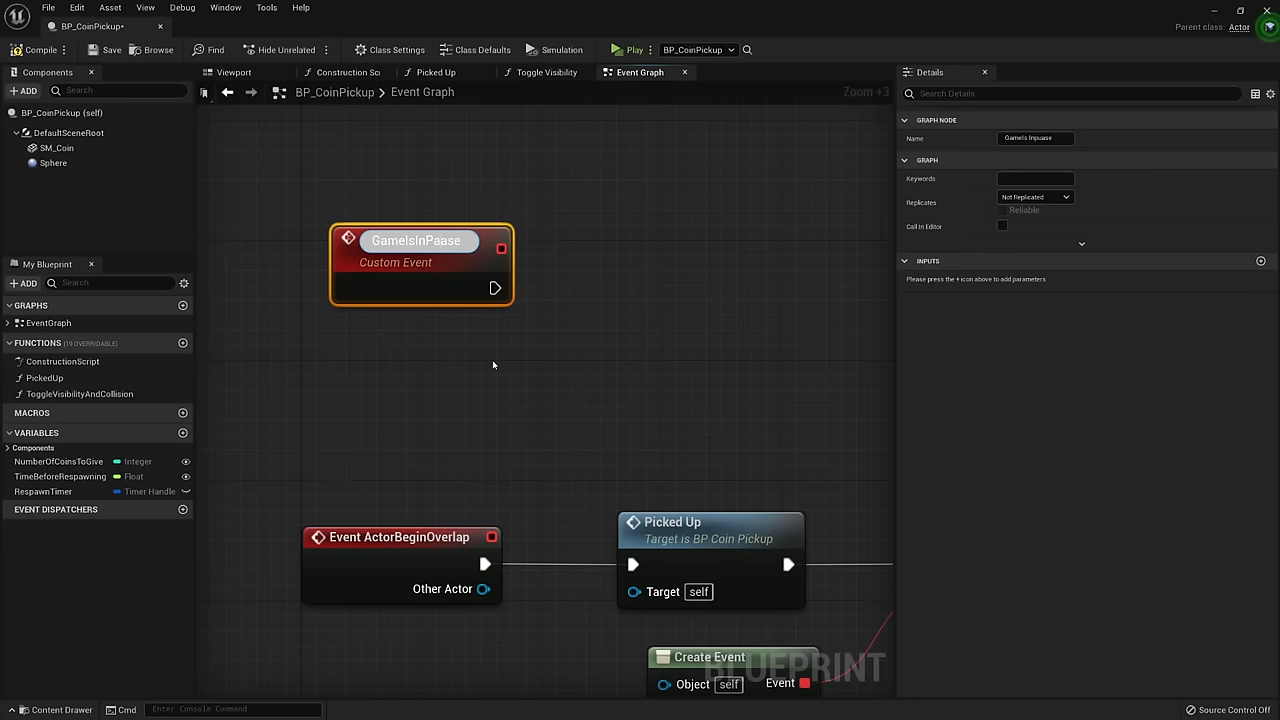 File Edit Asset View Debug Window Tools Help
BP_CoinPickup•
Parent class: Actor
Compile Save Browse Find Hide Unrelated Class Settings Class Defaults Simulation Play BP_CoinPickup
Components
ADD Search
BP_CoinPickup (self)
DefaultSceneRoot
SM_Coin
Sphere
My Blueprint
ADD Search
GRAPHS
EventGraph
FUNCTIONS (19 OVERRIDABLE)
ConstructionScript
PickedUp
ToggleVisibilityAndCollision
MACROS
VARIABLES
Components
NumberOfCoinsToGive Integer
TimeBeforeRespawning Float
RespawnTimer Timer Handle
EVENT DISPATCHERS
Viewport Construction Sc Picked Up Toggle Visibility Event Graph
BP_CoinPickup > Event Graph
Zoom +3
GameIsInPaase
Custom Event
Event ActorBeginOverlap
Other Actor
Picked Up
Target is BP Coin Pickup
Target self
Create Event
Object self Event
BLUEPRINT
Details
Search Details
GRAPH NODE
Name GameIs Inpuase
GRAPH
Keywords
Replicates Not Replicated
Reliable
Call In Editor
INPUTS
Please press the + icon above to add parameters
Content Drawer Cmd Enter Console Command
Source Control Off